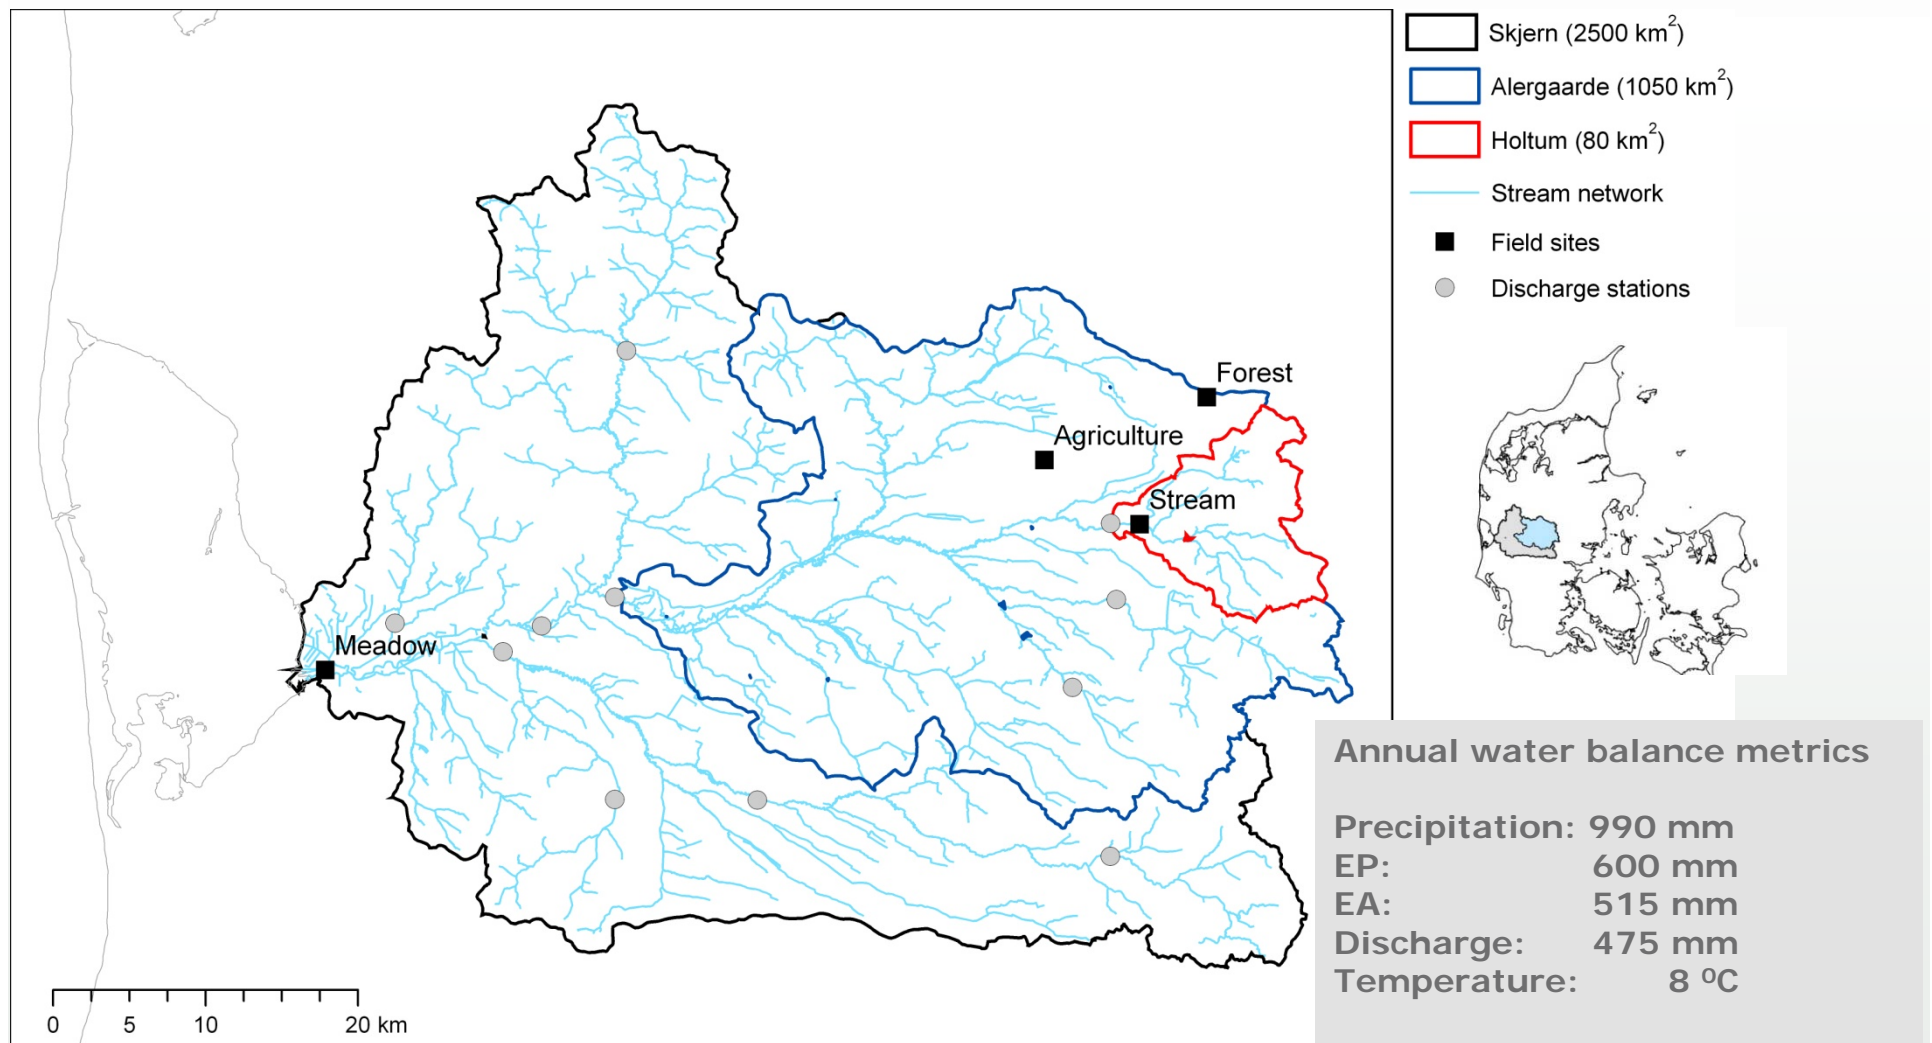 Skjern (2500 km²)
Alergaarde (1050 km²)
Holtum (80 km²)
Stream network
Field sites
Discharge stations
Forest
Agriculture
Stream
Meadow
0 5 10 20 km
Annual water balance metrics
Precipitation: 990 mm
EP: 600 mm
EA: 515 mm
Discharge: 475 mm
Temperature: 8 ⁰C